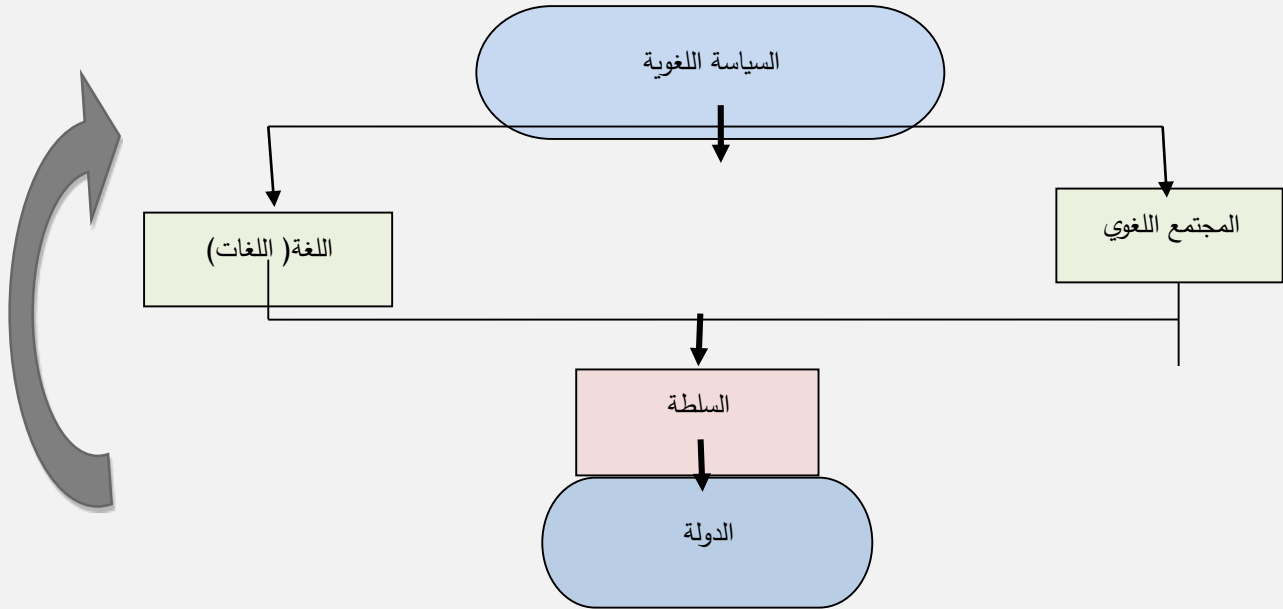 السياسة اللغوية
المجتمع اللغوي
اللغة( اللغات)
السلطة
الدولة